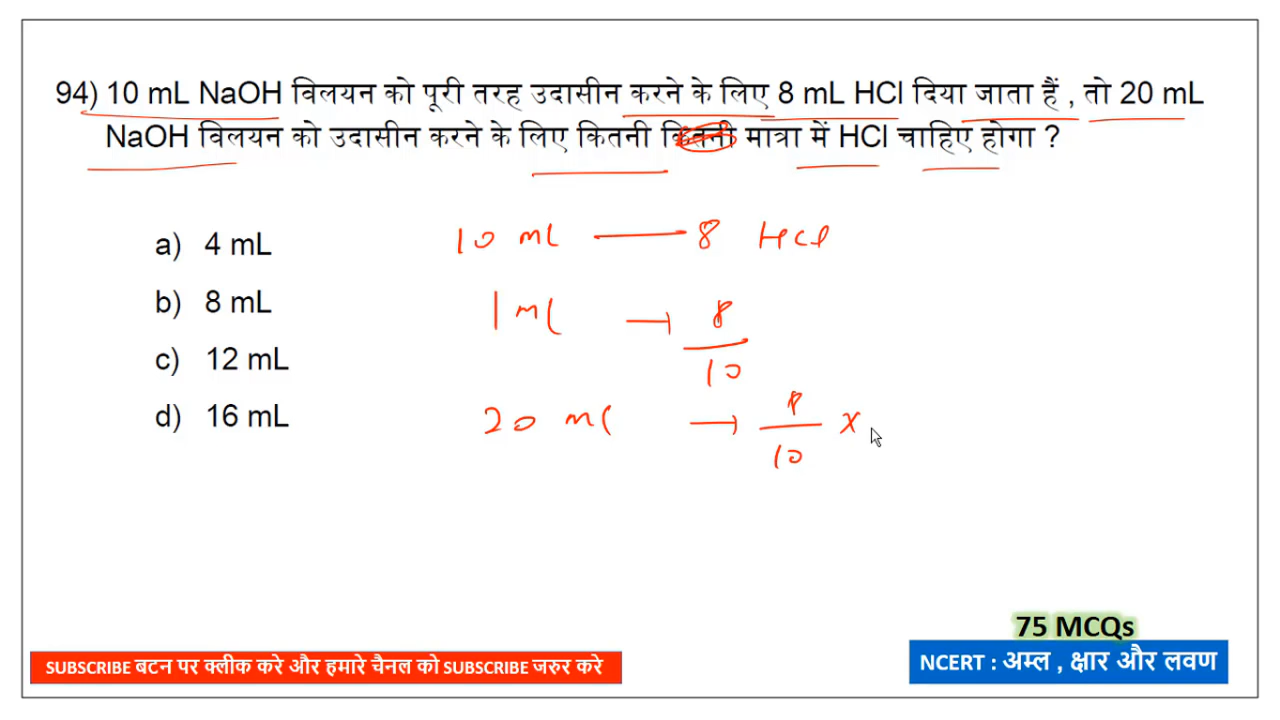 94) 10 mL NaOH विलयन को पूरी तरह उदासीन करने के लिए 8 mL HCl दिया जाता हैं , तो 20 mL
NaOH विलयन को उदासीन करने के लिए कितनी कितनी मात्रा में HCl चाहिए होगा ?
a) 4 mL
b) 8 mL
c) 12 mL
d) 16 mL
10 ml — 8 HCl
1 ml → 8
10
20 ml → 8 x
10
75 MCQs
SUBSCRIBE बटन पर क्लीक करे और हमारे चैनल को SUBSCRIBE जरुर करे
NCERT : अम्ल , क्षार और लवण